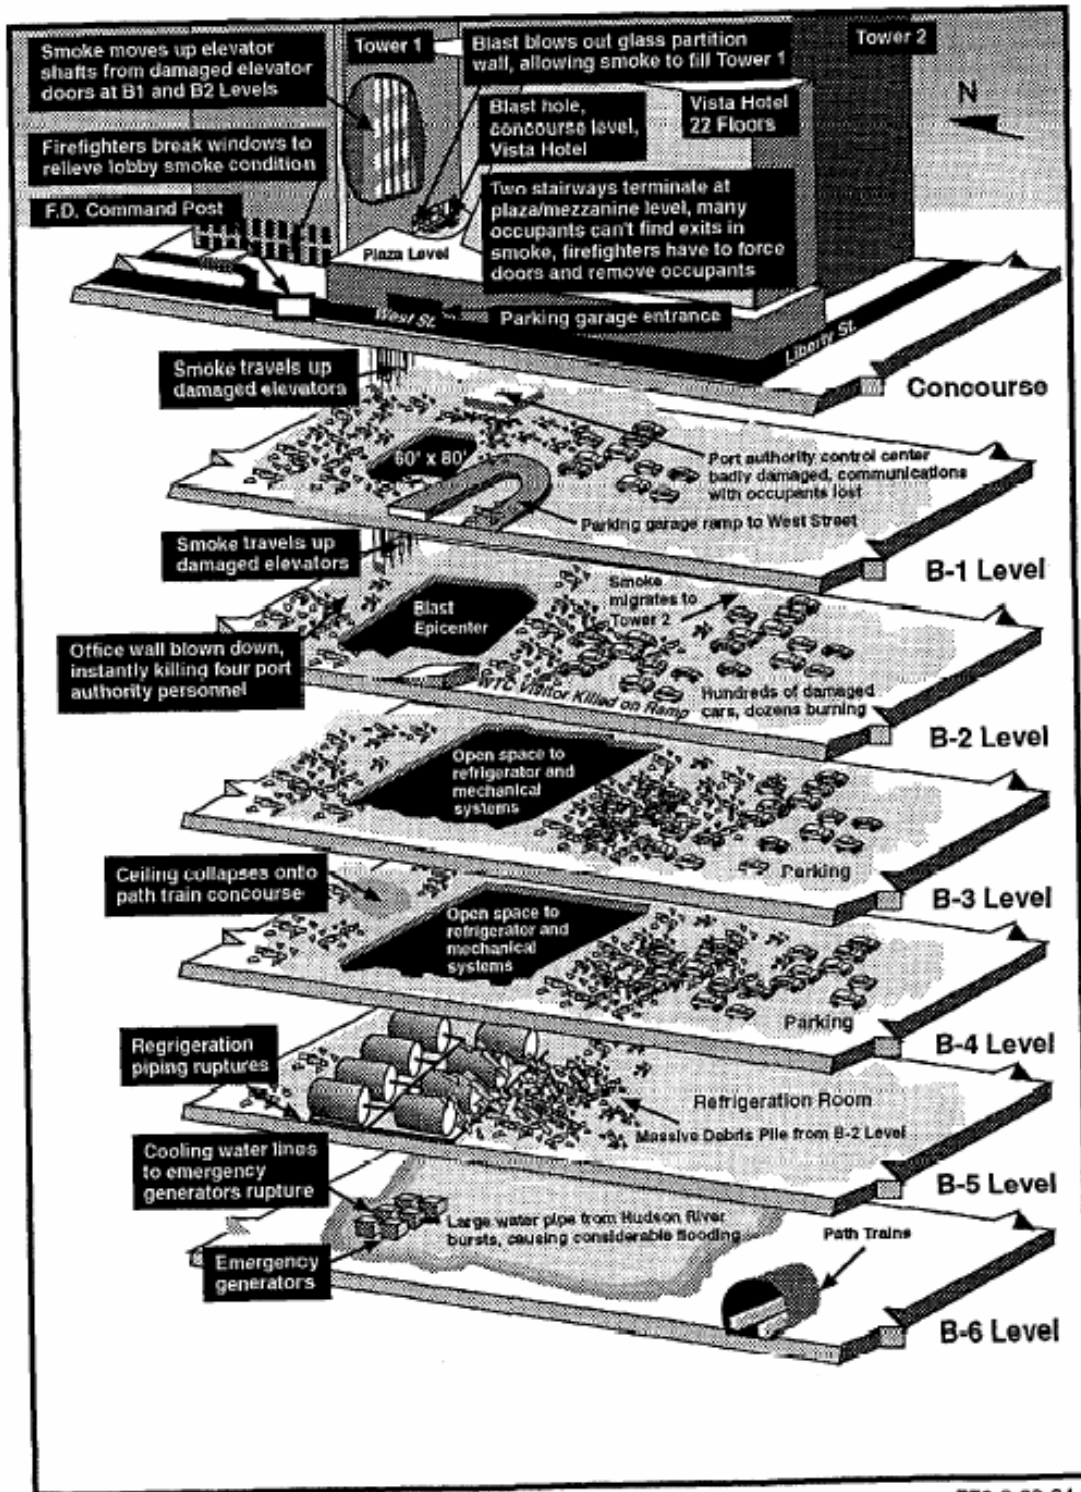 Smoke moves up elevator
shafts from damaged elevator
doors at B1 and B2 Levels
Tower 1
Blast blows out glass partition
wall, allowing smoke to fill Tower 1
Tower 2
N
Blast hole,
concourse level,
Vista Hotel
Vista Hotel
22 Floors
Firefighters break windows to
relieve lobby smoke condition
F.D. Command Post
Two stairways terminate at
plaza/mezzanine level, many
occupants can't find exits in
smoke, firefighters have to force
doors and remove occupants
Plaza Level
West St.
Parking garage entrance
Liberty St.
Concourse
Smoke travels up
damaged elevators
60' x 80'
Port authority control center
badly damaged, communications
with occupants lost
Parking garage ramp to West Street
B-1 Level
Smoke travels up
damaged elevators
Blast
Epicenter
Smoke
migrates to
Tower 2
Office wall blown down,
instantly killing four port
authority personnel
WTC Visitor Killed on Ramp
Hundreds of damaged
cars, dozens burning
B-2 Level
Open space to
refrigerator and
mechanical
systems
Parking
B-3 Level
Ceiling collapses onto
path train concourse
Open space to
refrigerator and
mechanical
systems
Parking
B-4 Level
Regrigeration
piping ruptures
Refrigeration Room
Massive Debris Pile from B-2 Level
B-5 Level
Cooling water lines
to emergency
generators rupture
Large water pipe from Hudson River
bursts, causing considerable flooding
Path Trains
Emergency
generators
B-6 Level